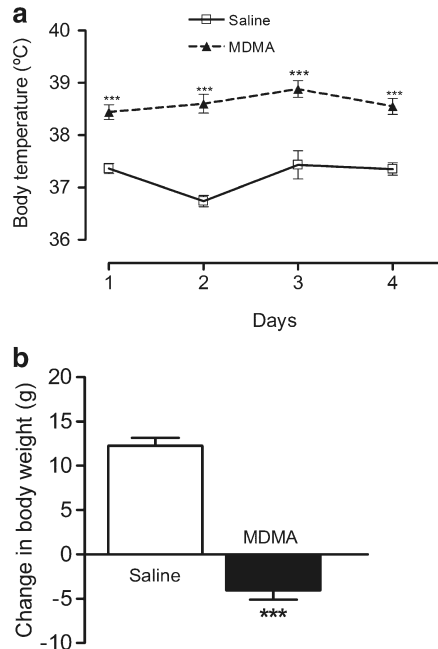 a
Saline
MDMA
Body temperature (ºC)
40
39
38
37
36
***
***
***
***
1 2 3 4
Days
b
Change in body weight (g)
20
15
10
5
0
-5
-10
MDMA
Saline
***